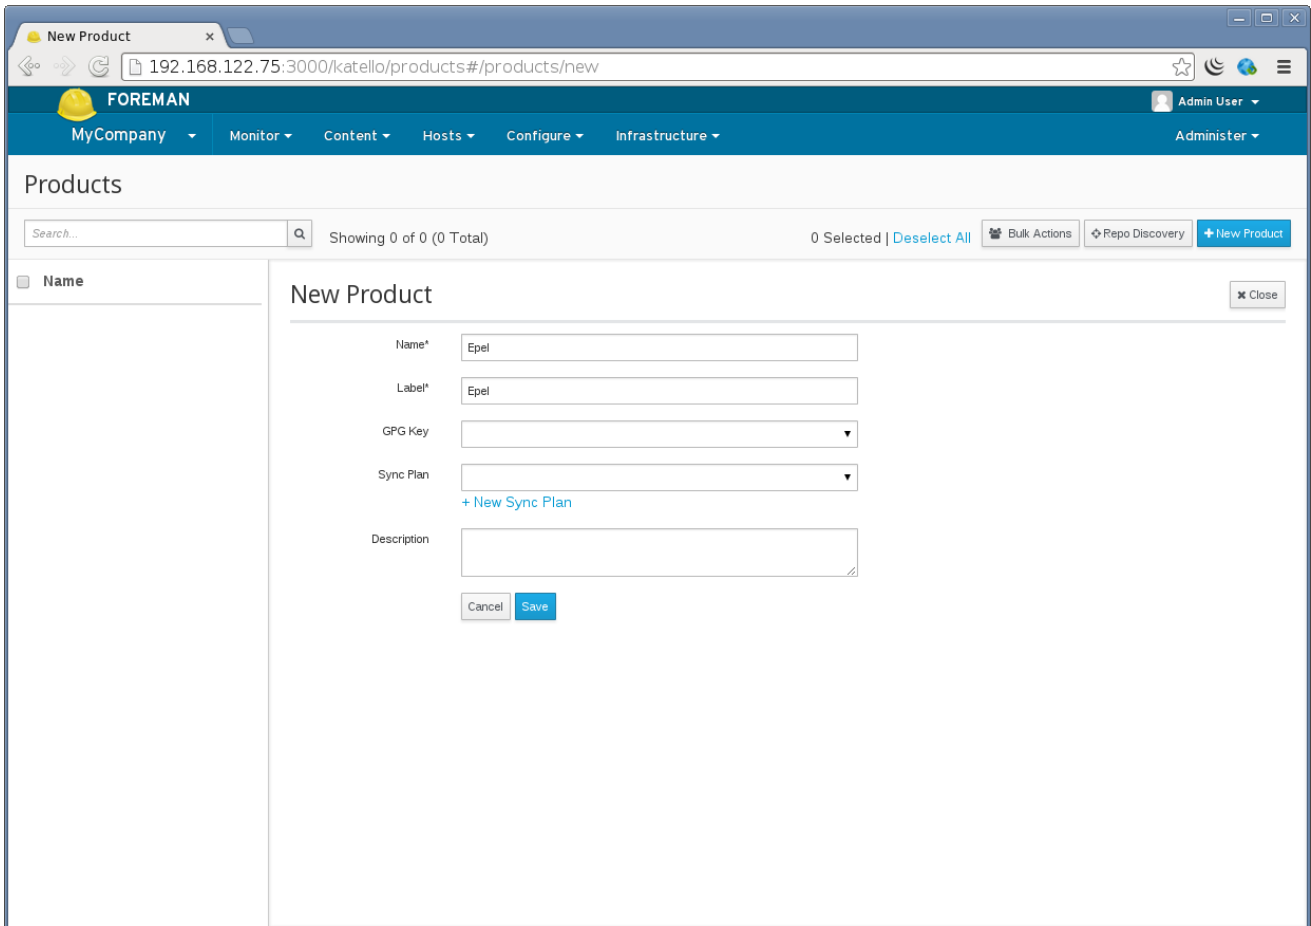 New Product
192.168.122.75:3000/katello/products#/products/new
FOREMAN
Admin User
MyCompany Monitor Content Hosts Configure Infrastructure Administer
Products
Search... Showing 0 of 0 (0 Total) 0 Selected | Deselect All Bulk Actions Repo Discovery + New Product
Name
New Product
Close
Name* Epel
Label* Epel
GPG Key
Sync Plan
+ New Sync Plan
Description
Cancel Save